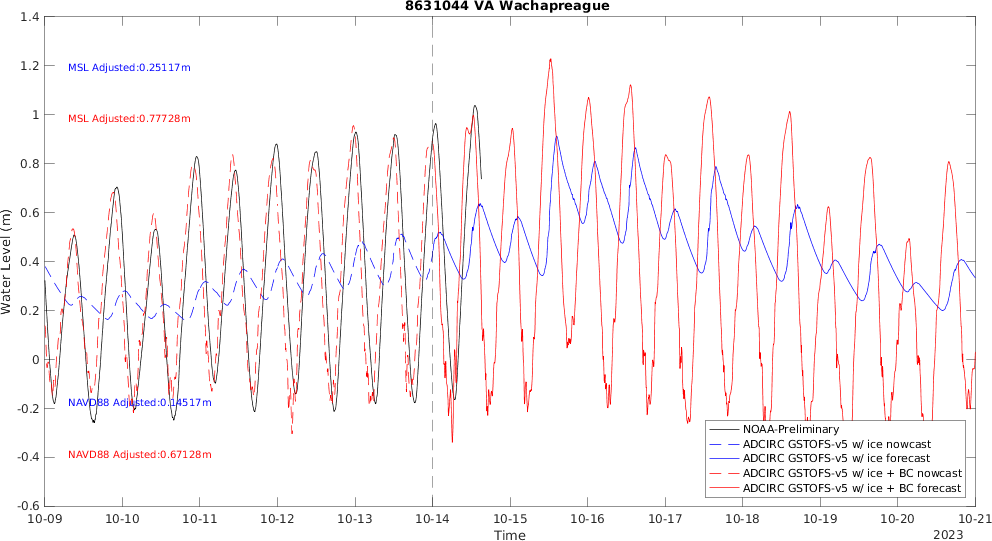 8631044 VA Wachapreague
1.4
1.2
1
0.8
0.6
0.4
0.2
0
-0.2
-0.4
-0.6
Water Level (m)
MSL Adjusted:0.25117m
MSL Adjusted:0.77728m
NAVD88 Adjusted:0.14517m
NAVD88 Adjusted:0.67128m
NOAA-Preliminary
ADCIRC GSTOFS-v5 w/ ice nowcast
ADCIRC GSTOFS-v5 w/ ice forecast
ADCIRC GSTOFS-v5 w/ ice + BC nowcast
ADCIRC GSTOFS-v5 w/ ice + BC forecast
10-09 10-10 10-11 10-12 10-13 10-14 10-15 10-16 10-17 10-18 10-19 10-20 10-21
Time
2023